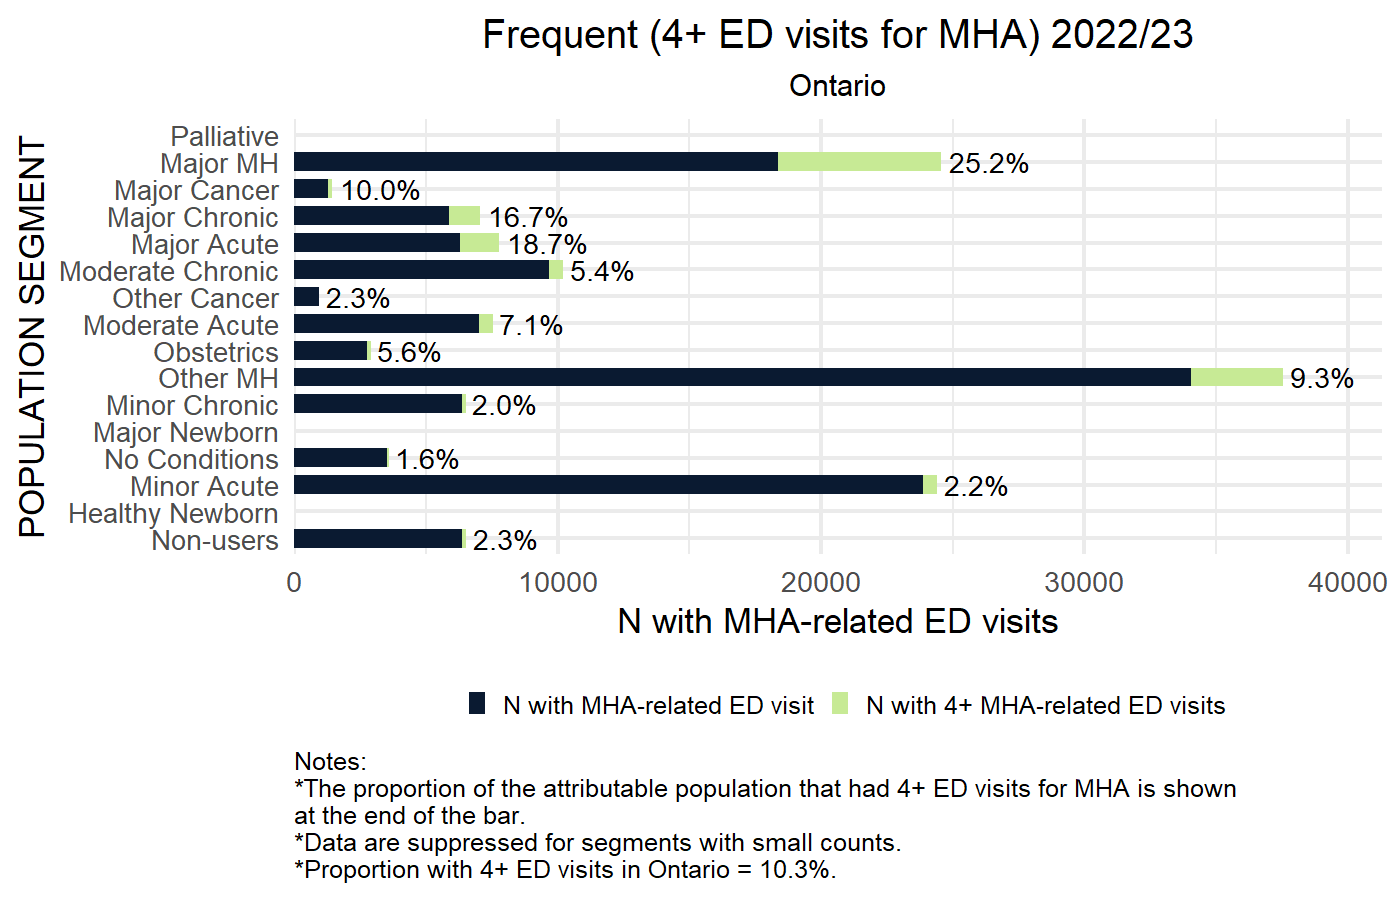 Frequent (4+ ED visits for MHA) 2022/23
Ontario
POPULATION SEGMENT
Palliative
Major MH 25.2%
Major Cancer 10.0%
Major Chronic 16.7%
Major Acute 18.7%
Moderate Chronic 5.4%
Other Cancer 2.3%
Moderate Acute 7.1%
Obstetrics 5.6%
Other MH 9.3%
Minor Chronic 2.0%
Major Newborn
No Conditions 1.6%
Minor Acute 2.2%
Healthy Newborn
Non-users 2.3%
0 10000 20000 30000 40000
N with MHA-related ED visits
N with MHA-related ED visit N with 4+ MHA-related ED visits
Notes:
*The proportion of the attributable population that had 4+ ED visits for MHA is shown
at the end of the bar.
*Data are suppressed for segments with small counts.
*Proportion with 4+ ED visits in Ontario = 10.3%.